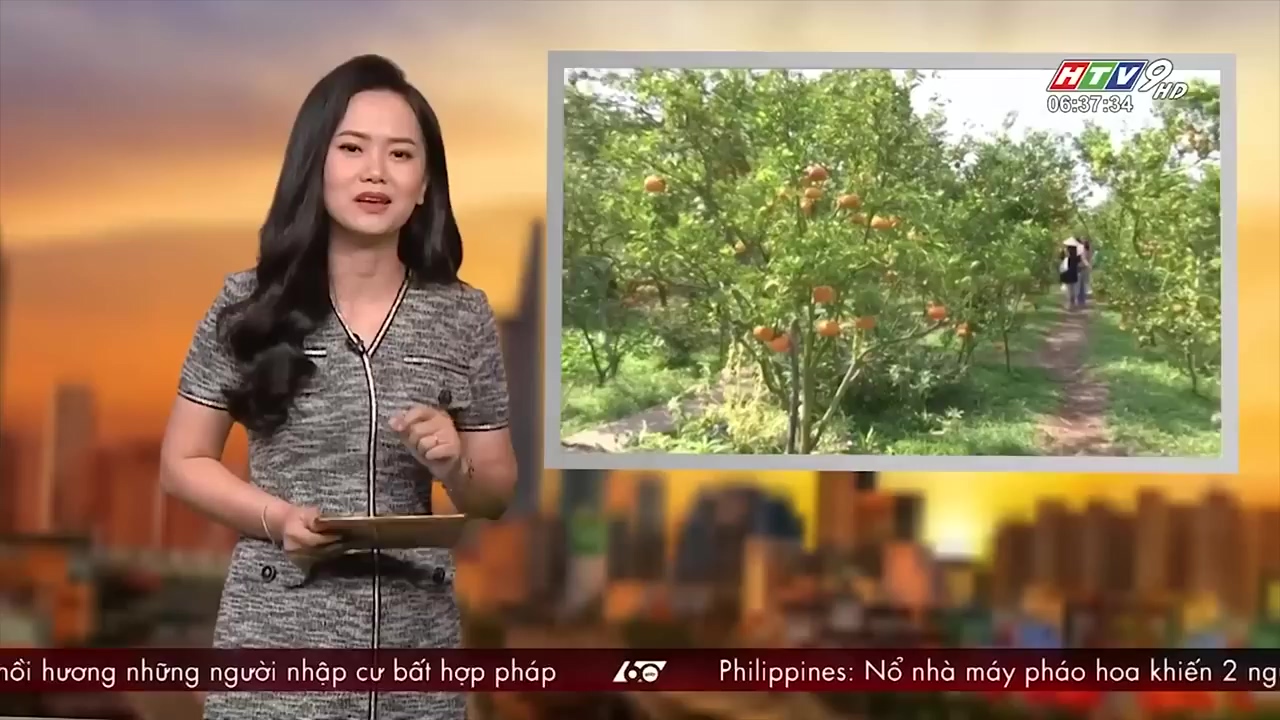 HTV9 HD
06:37:34
hồi hương những người nhập cư bất hợp pháp
60 Philippines: Nổ nhà máy pháo hoa khiến 2